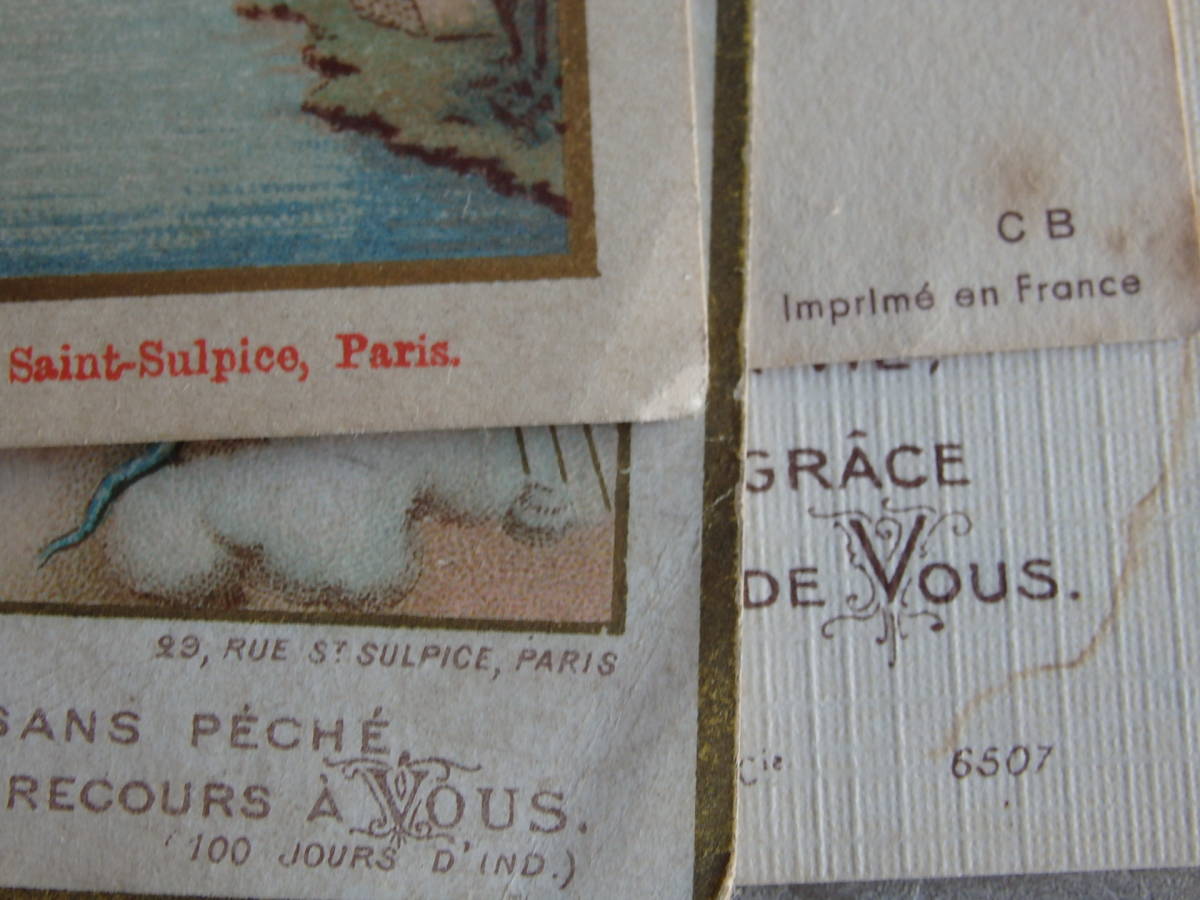 Saint-Sulpice, Paris.
29, RUE ST SULPICE, PARIS
SANS PÉCHÉ,
RECOURS À VOUS.
(100 JOURS D'IND.)
C B
Imprimé en France
GRÂCE
DE VOUS.
Cie 6507